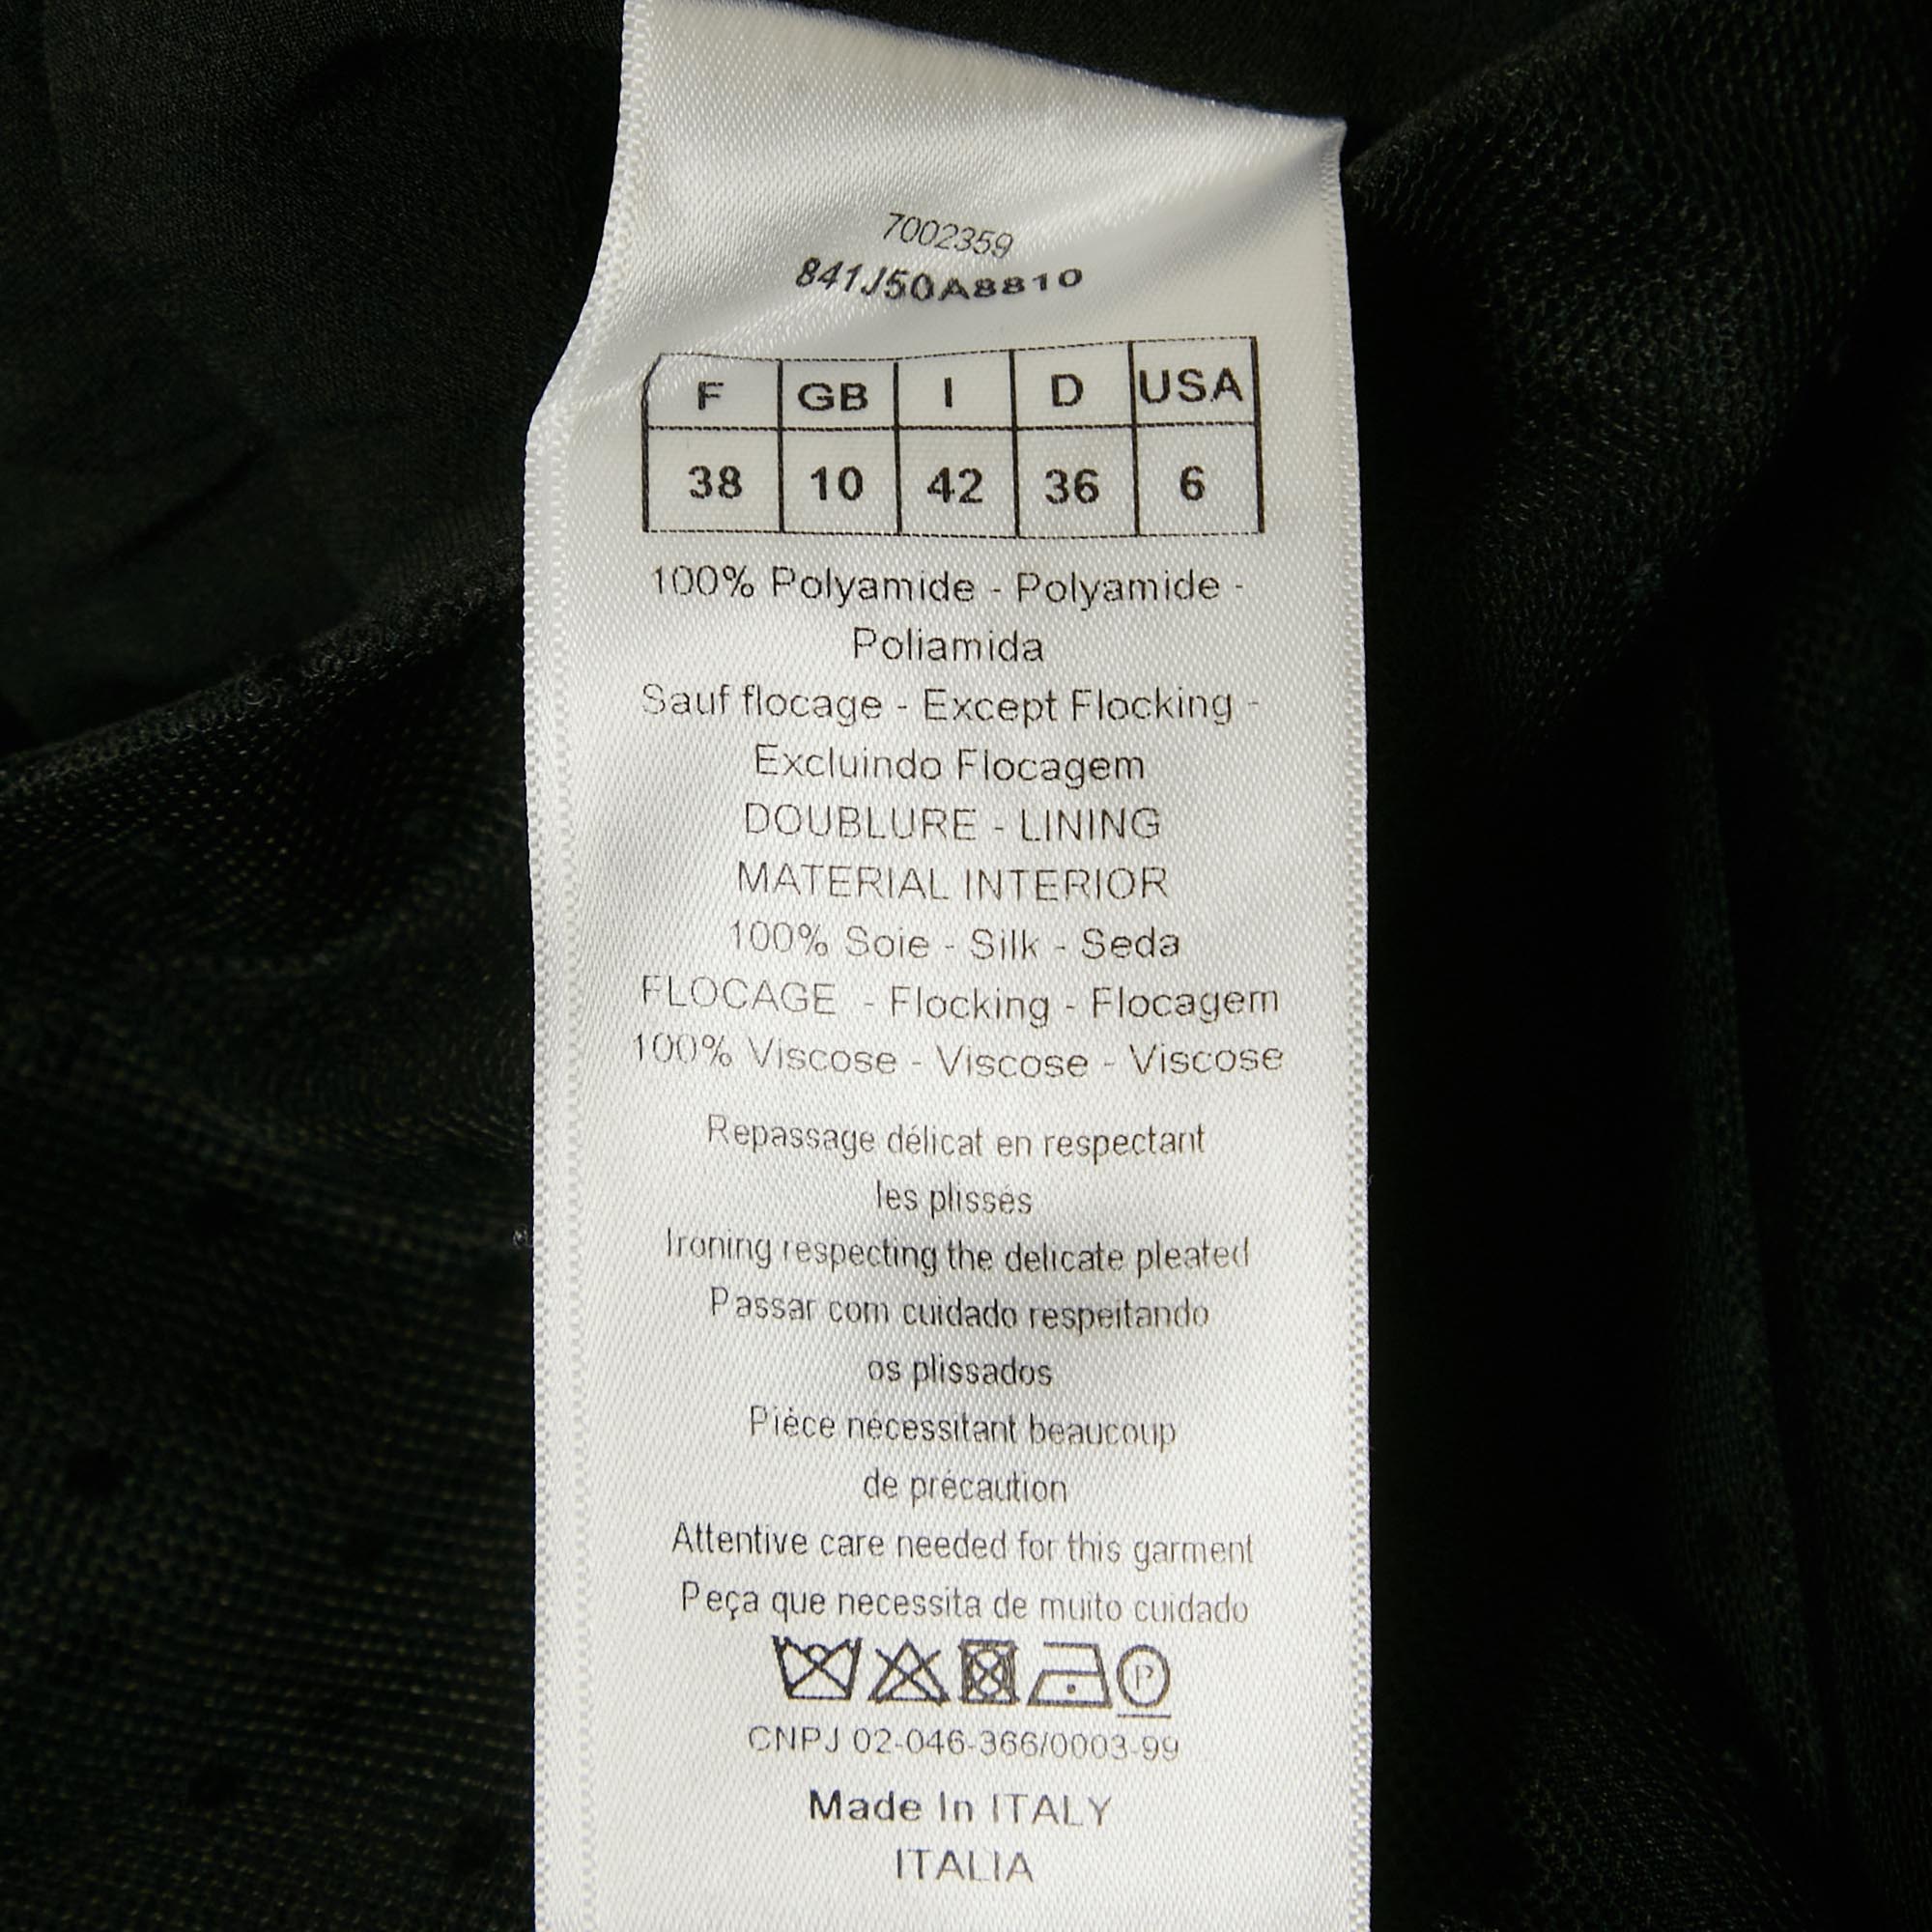 7002359
841J50A8810
F GB I D USA
38 10 42 36 6
100% Polyamide - Polyamide -
Poliamida
Sauf flocage - Except Flocking -
Excluindo Flocagem
DOUBLURE - LINING
MATERIAL INTERIOR
100% Soie - Silk - Seda
FLOCAGE - Flocking - Flocagem
100% Viscose - Viscose - Viscose
Repassage délicat en respectant
les plissés
Ironing respecting the delicate pleated
Passar com cuidado respeitando
os plissados
Pièce nécessitant beaucoup
de précaution
Attentive care needed for this garment
Peça que necessita de muito cuidado
P
CNPJ 02-046-366/0003-99
Made In ITALY
ITALIA